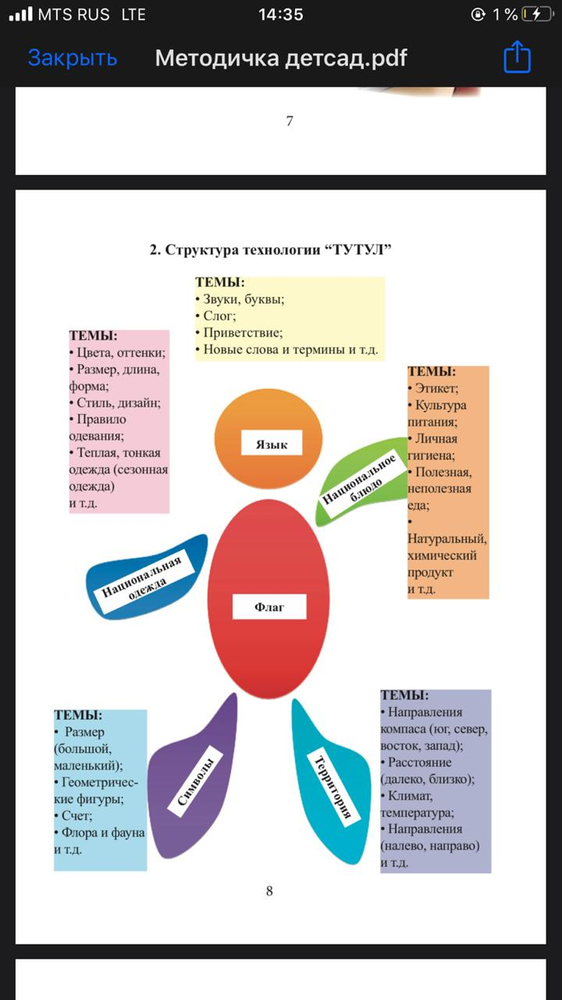 MTS RUS LTE
14:35
1 %
Закрыть
Методичка детсад.pdf
7
2. Структура технологии “ТУТУЛ”
ТЕМЫ:
• Звуки, буквы;
• Слог;
• Приветствие;
• Новые слова и термины и т.д.
ТЕМЫ:
• Цвета, оттенки;
• Размер, длина,
форма;
• Стиль, дизайн;
• Правило
одевания;
• Теплая, тонкая
одежда (сезонная
одежда)
и т.д.
ТЕМЫ:
• Этикет;
• Культура
питания;
• Личная
гигиена;
• Полезная,
неполезная
еда;
•
Натуральный,
химический
продукт
и т.д.
Язык
Национальное
блюдо
Национальная
одежда
Флаг
ТЕМЫ:
• Размер
(большой,
маленький);
• Геометричес-
кие фигуры;
• Счет;
• Флора и фауна
и т.д.
Символы
Территория
ТЕМЫ:
• Направления
компаса (юг, север,
восток, запад);
• Расстояние
(далеко, близко);
• Климат,
температура;
• Направления
(налево, направо)
и т.д.
8